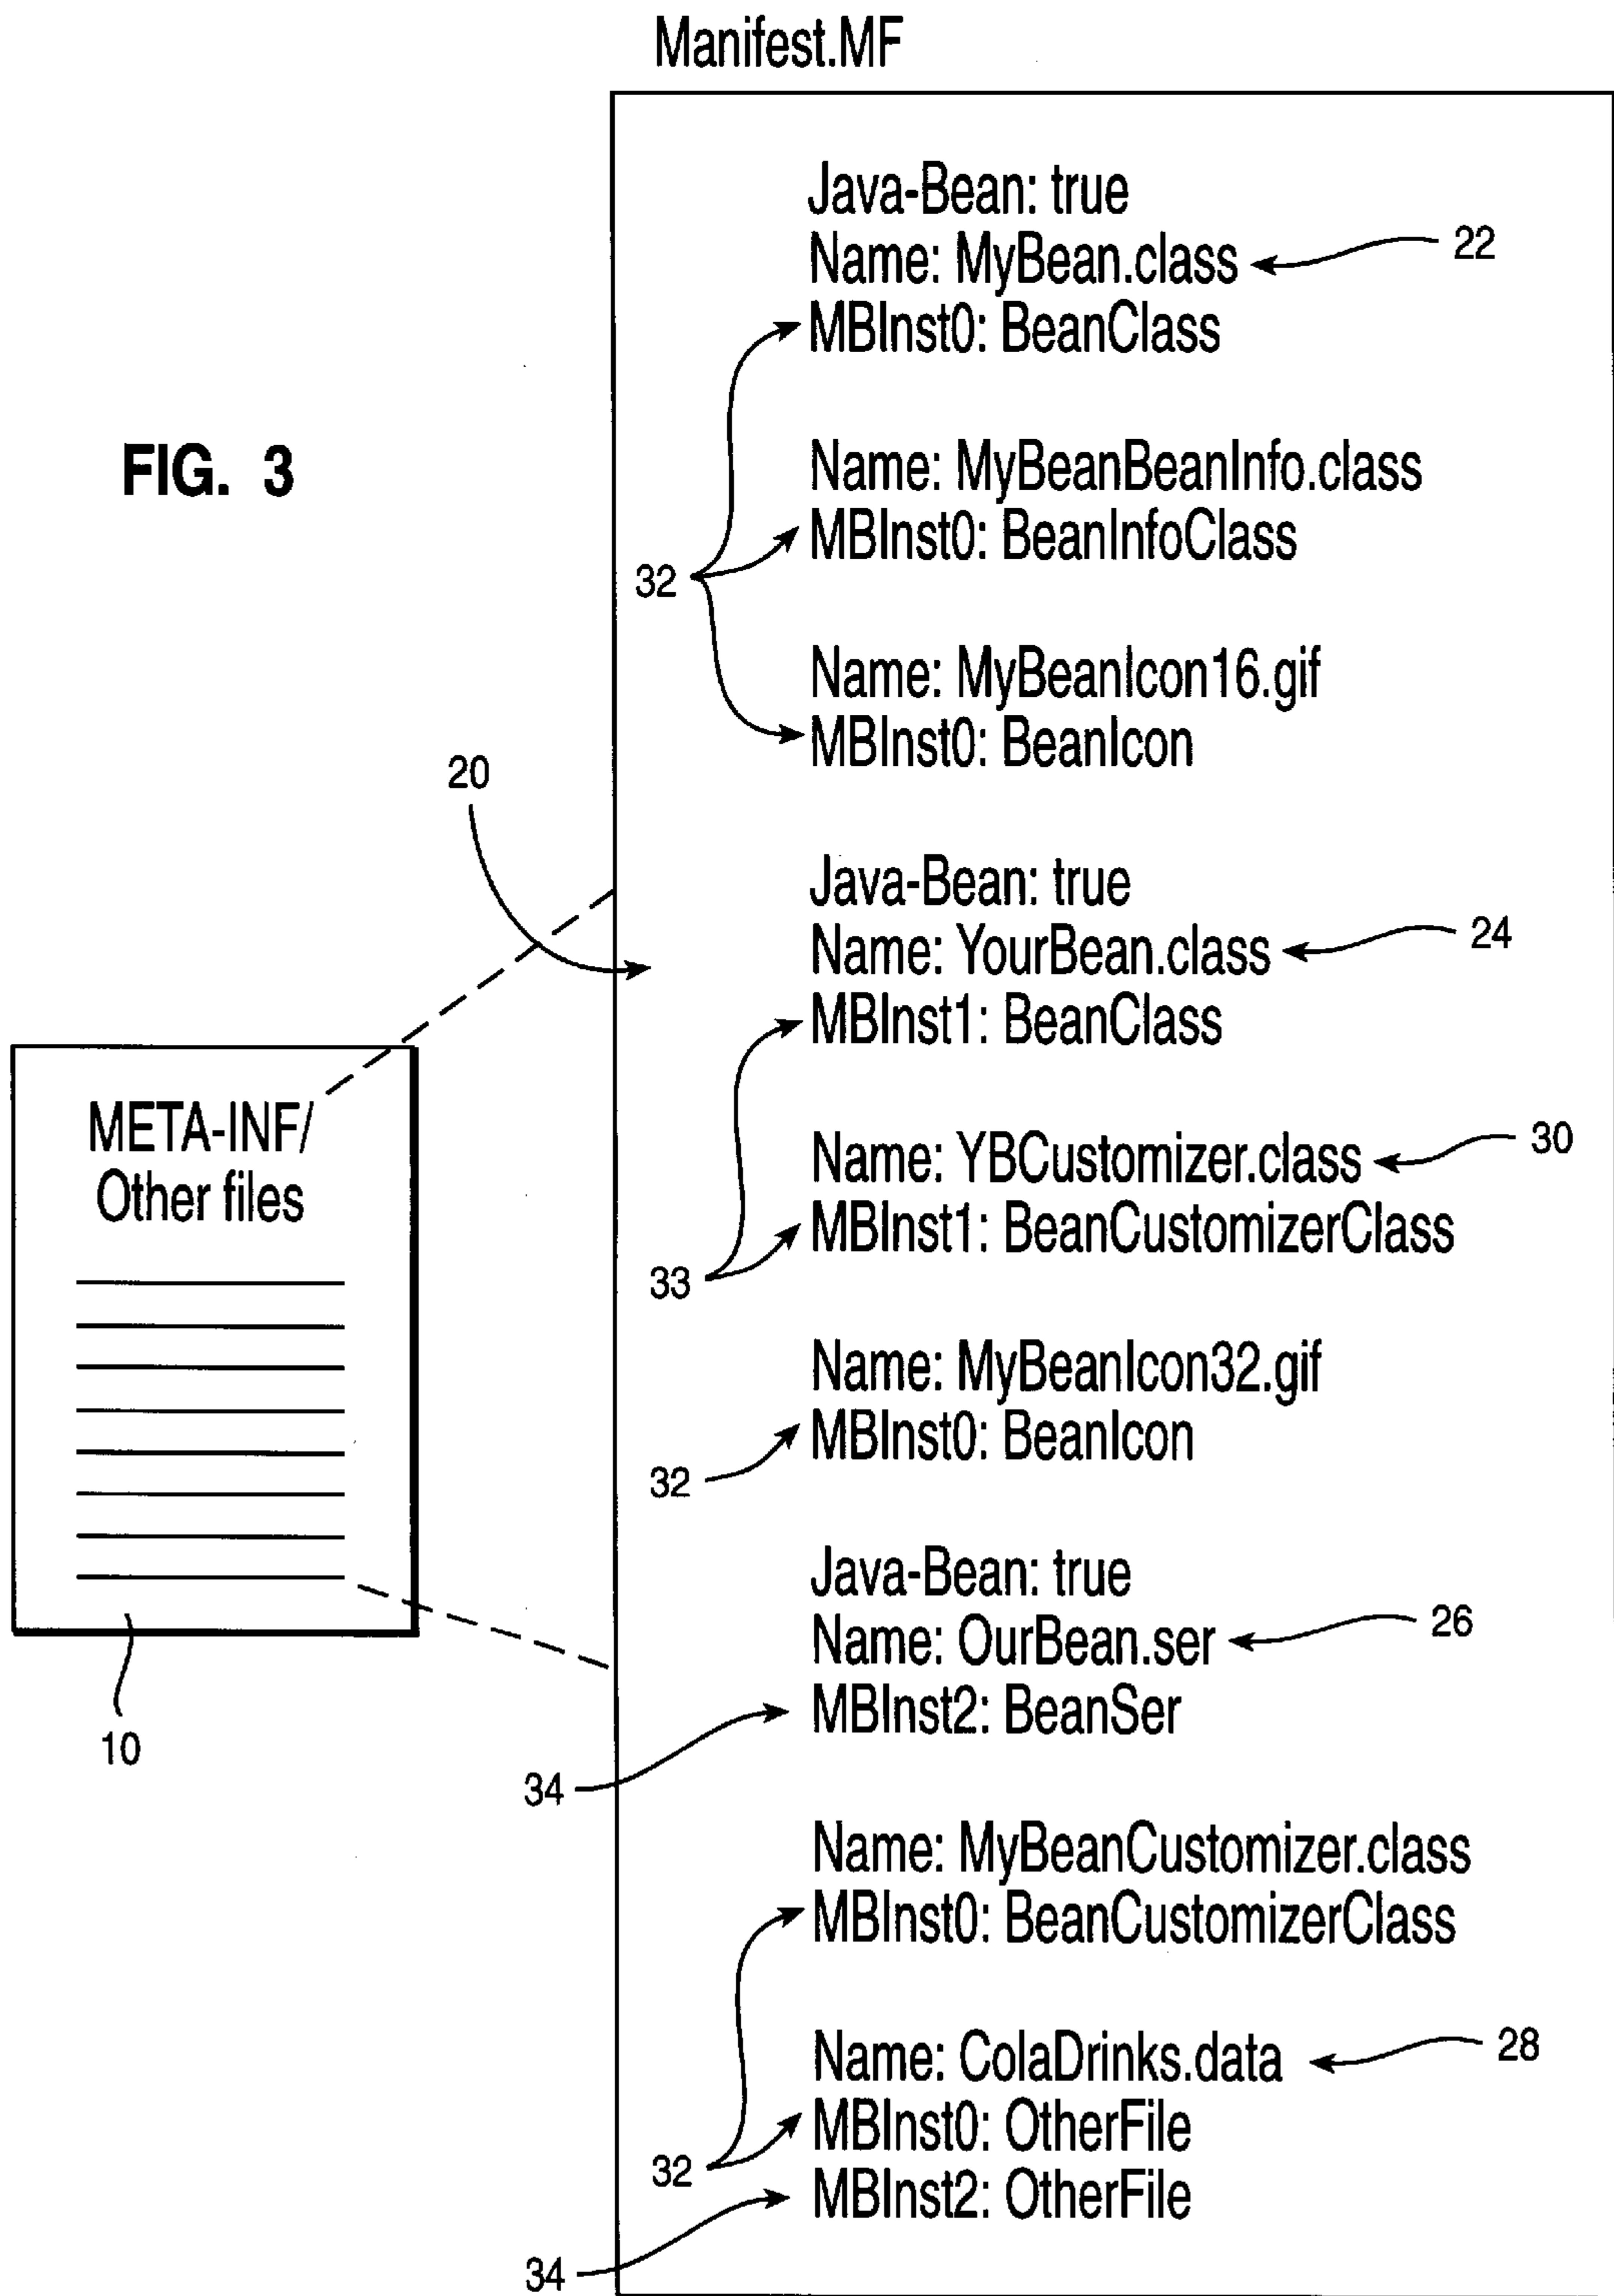 Manifest.MF
Java-Bean: true
Name: MyBean.class
22
MBInst0: BeanClass
FIG. 3
Name: MyBeanBeanInfo.class
MBInst0: BeanInfoClass
32
Name: MyBeanIcon16.gif
MBInst0: BeanIcon
20
Java-Bean: true
Name: YourBean.class
24
MBInst1: BeanClass
META-INF/
Other files
Name: YBCustomizer.class
30
MBInst1: BeanCustomizerClass
33
Name: MyBeanIcon32.gif
MBInst0: BeanIcon
32
Java-Bean: true
Name: OurBean.ser
26
MBInst2: BeanSer
10
34
Name: MyBeanCustomizer.class
MBInst0: BeanCustomizerClass
Name: ColaDrinks.data
28
MBInst0: OtherFile
32
MBInst2: OtherFile
34